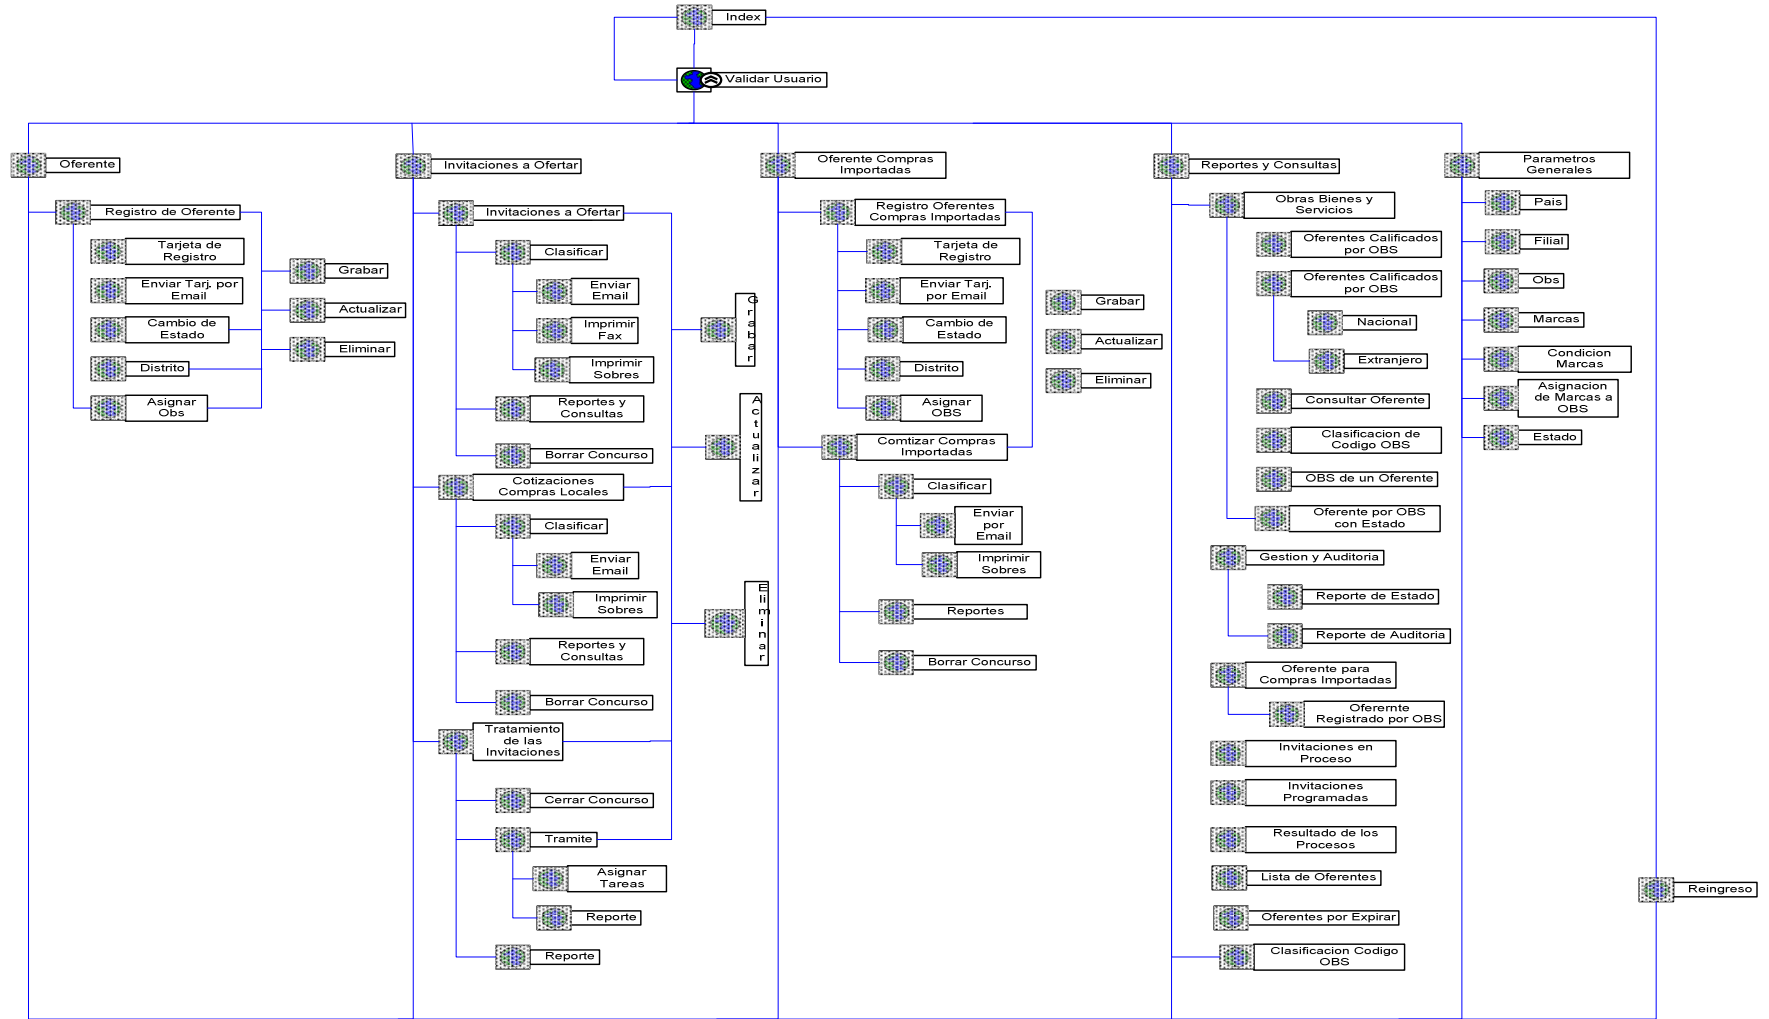 Index
Validar Usuario
Oferente
Registro de Oferente
Tarjeta de
Registro
Enviar Tarj. por
Email
Cambio de
Estado
Distrito
Asignar
Obs
Grabar
Actualizar
Eliminar
Invitaciones a Ofertar
Invitaciones a Ofertar
Clasificar
Enviar
Email
Imprimir
Fax
Imprimir
Sobres
Reportes y
Consultas
Borrar Concurso
Cotizaciones
Compras Locales
Clasificar
Enviar
Email
Imprimir
Sobres
Reportes y
Consultas
Borrar Concurso
Tratamiento
de las
Invitaciones
Cerrar Concurso
Tramite
Asignar
Tareas
Reporte
Reporte
Grabar
Actualizar
Eliminar
Oferente Compras
Importadas
Registro Oferentes
Compras Importadas
Tarjeta de
Registro
Enviar Tarj.
por Email
Cambio de
Estado
Distrito
Asignar
OBS
Comtizar Compras
Importadas
Clasificar
Enviar
por
Email
Imprimir
Sobres
Reportes
Borrar Concurso
Grabar
Actualizar
Eliminar
Reportes y Consultas
Obras Bienes y
Servicios
Oferentes Calificados
por OBS
Oferentes Calificados
por OBS
Nacional
Extranjero
Consultar Oferente
Clasificacion de
Codigo OBS
OBS de un Oferente
Oferente por OBS
con Estado
Gestion y Auditoria
Reporte de Estado
Reporte de Auditoria
Oferente para
Compras Importadas
Ofernte
Registrado por OBS
Invitaciones en
Proceso
Invitaciones
Programadas
Resultado de los
Procesos
Lista de Oferentes
Oferentes por Expirar
Clasificacion Codigo
OBS
Parametros
Generales
Pais
Filial
Obs
Marcas
Condicion
Marcas
Asignacion
de Marcas a
OBS
Estado
Reingreso